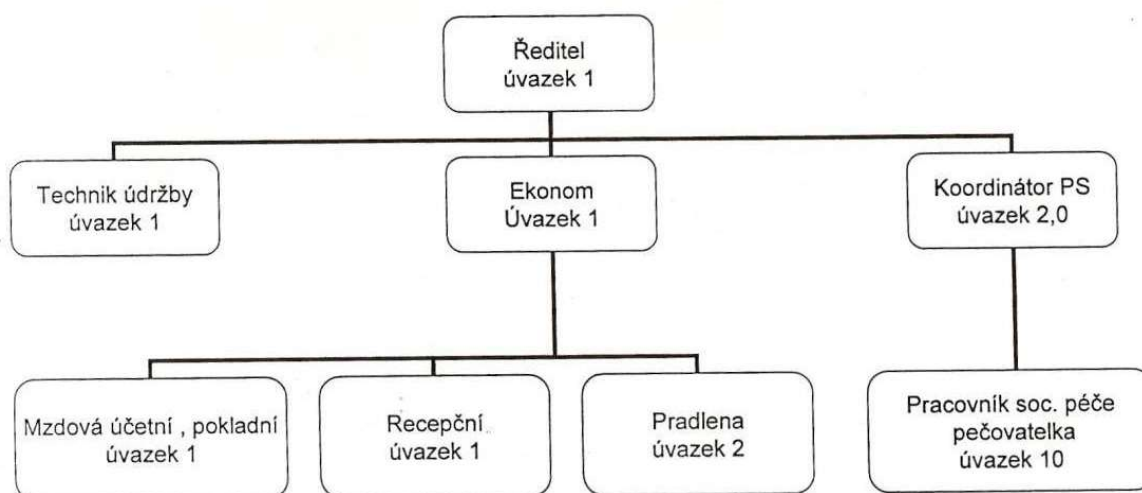 Ředitel
úvazek 1
Technik údržby
úvazek 1
Ekonom
Úvazek 1
Koordinátor PS
úvazek 2,0
Mzdová účetní , pokladní
úvazek 1
Recepční
úvazek 1
Pradlena
úvazek 2
Pracovník soc. péče
pečovatelka
úvazek 10